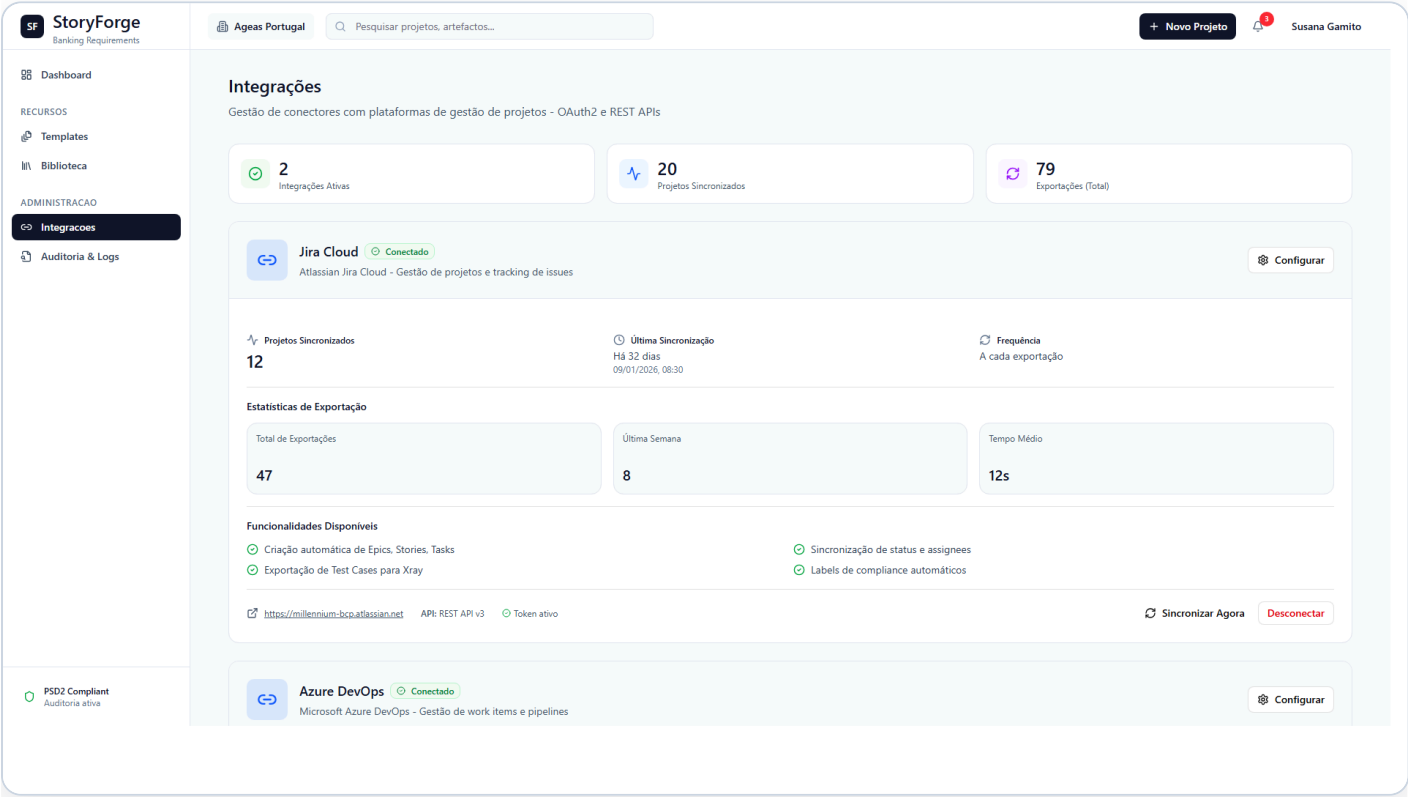 SF
StoryForge
Banking Requirements
Ageas Portugal
Pesquisar projetos, artefactos...
Novo Projeto
3
Susana Gamito
Dashboard
RECURSOS
Templates
Biblioteca
ADMINISTRACAO
Integracoes
Auditoria & Logs
PSD2 Compliant
Auditoria ativa
Integrações
Gestão de conectores com plataformas de gestão de projetos - OAuth2 e REST APIs
2
Integrações Ativas
20
Projetos Sincronizados
79
Exportações (Total)
Jira Cloud
Conectado
Atlassian Jira Cloud - Gestão de projetos e tracking de issues
Configurar
Projetos Sincronizados
12
Última Sincronização
Há 32 dias
09/01/2026, 08:30
Frequência
A cada exportação
Estatísticas de Exportação
Total de Exportações
47
Última Semana
8
Tempo Médio
12s
Funcionalidades Disponíveis
Criação automática de Epics, Stories, Tasks
Sincronização de status e assignees
Exportação de Test Cases para Xray
Labels de compliance automáticos
https://millennium-bcp.atlassian.net
API: REST API v3
Token ativo
Sincronizar Agora
Desconectar
Azure DevOps
Conectado
Microsoft Azure DevOps - Gestão de work items e pipelines
Configurar